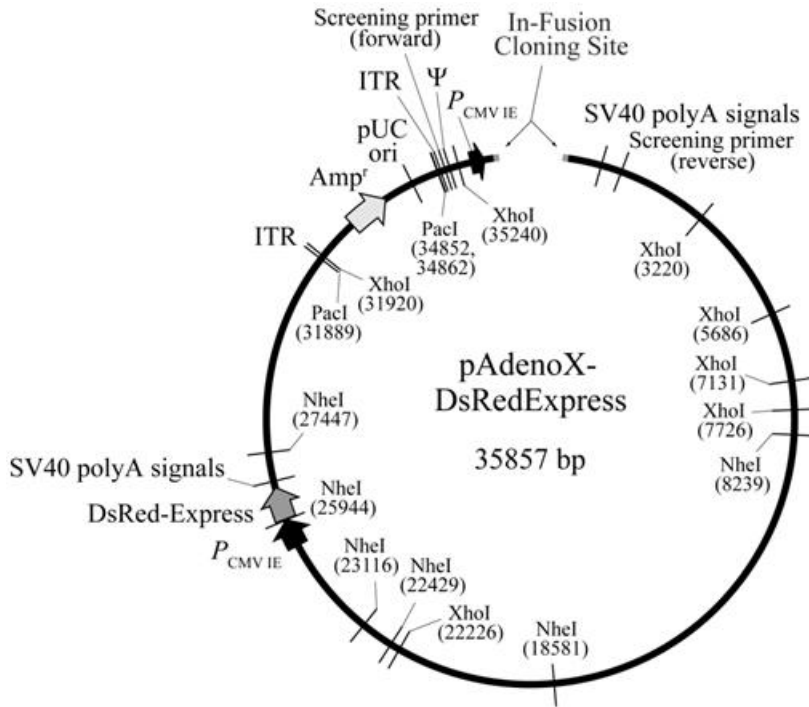 Screening primer
(forward)
In-Fusion
Cloning Site
ITR
Ψ
P CMV IE
pUC
ori
Ampʳ
SV40 polyA signals
Screening primer
(reverse)
ITR
PacI
(34852,
34862)
XhoI
(35240)
XhoI
(3220)
XhoI
(31920)
PacI
(31889)
XhoI
(5686)
XhoI
(7131)
XhoI
(7726)
NheI
(8239)
pAdenoX-
DsRedExpress
35857 bp
NheI
(27447)
SV40 polyA signals
DsRed-Express
NheI
(25944)
P CMV IE
NheI
(23116)
NheI
(22429)
XhoI
(22226)
NheI
(18581)